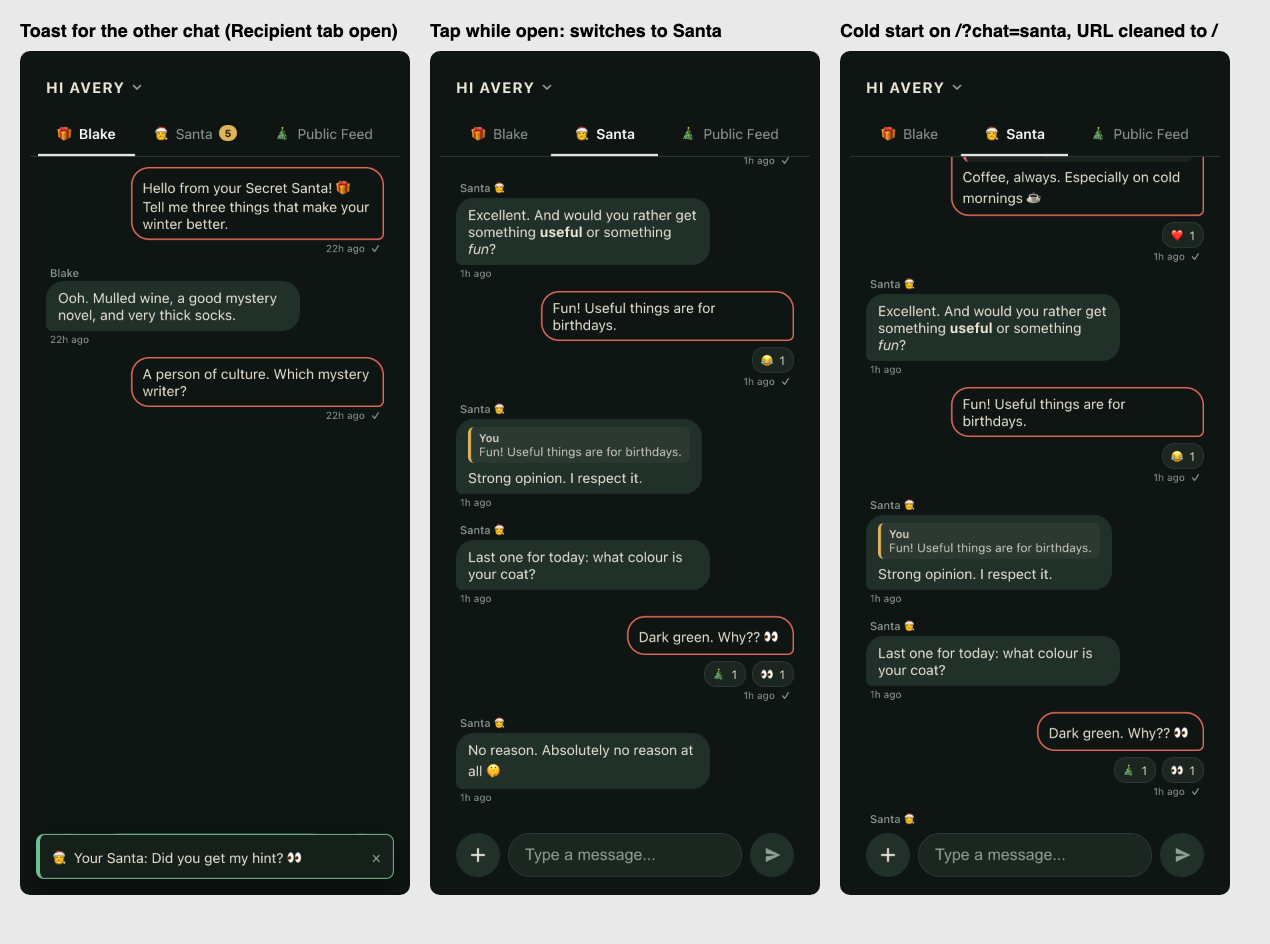 Toast for the other chat (Recipient tab open)
HI AVERY
🎁 Blake
🎅 Santa 5
🎄 Public Feed
Hello from your Secret Santa! 🎁
Tell me three things that make your
winter better.
22h ago ✓
Blake
Ooh. Mulled wine, a good mystery
novel, and very thick socks.
22h ago
A person of culture. Which mystery
writer?
22h ago ✓
🎅 Your Santa: Did you get my hint? 👀 ×
Tap while open: switches to Santa
HI AVERY
🎁 Blake
🎅 Santa
🎄 Public Feed
1h ago ✓
Santa 🎅
Excellent. And would you rather get
something useful or something
fun?
1h ago
Fun! Useful things are for
birthdays.
😂 1
1h ago ✓
Santa 🎅
You
Fun! Useful things are for birthdays.
Strong opinion. I respect it.
1h ago
Santa 🎅
Last one for today: what colour is
your coat?
1h ago
Dark green. Why?? 👀
🎄 1 👀 1
1h ago ✓
Santa 🎅
No reason. Absolutely no reason at
all 🤫
1h ago
Type a message...
Cold start on /?chat=santa, URL cleaned to /
HI AVERY
🎁 Blake
🎅 Santa
🎄 Public Feed
Coffee, always. Especially on cold
mornings ☕
❤️ 1
1h ago ✓
Santa 🎅
Excellent. And would you rather get
something useful or something
fun?
1h ago
Fun! Useful things are for
birthdays.
😂 1
1h ago ✓
Santa 🎅
You
Fun! Useful things are for birthdays.
Strong opinion. I respect it.
1h ago
Santa 🎅
Last one for today: what colour is
your coat?
1h ago
Dark green. Why?? 👀
🎄 1 👀 1
1h ago ✓
Santa 🎅
Type a message...